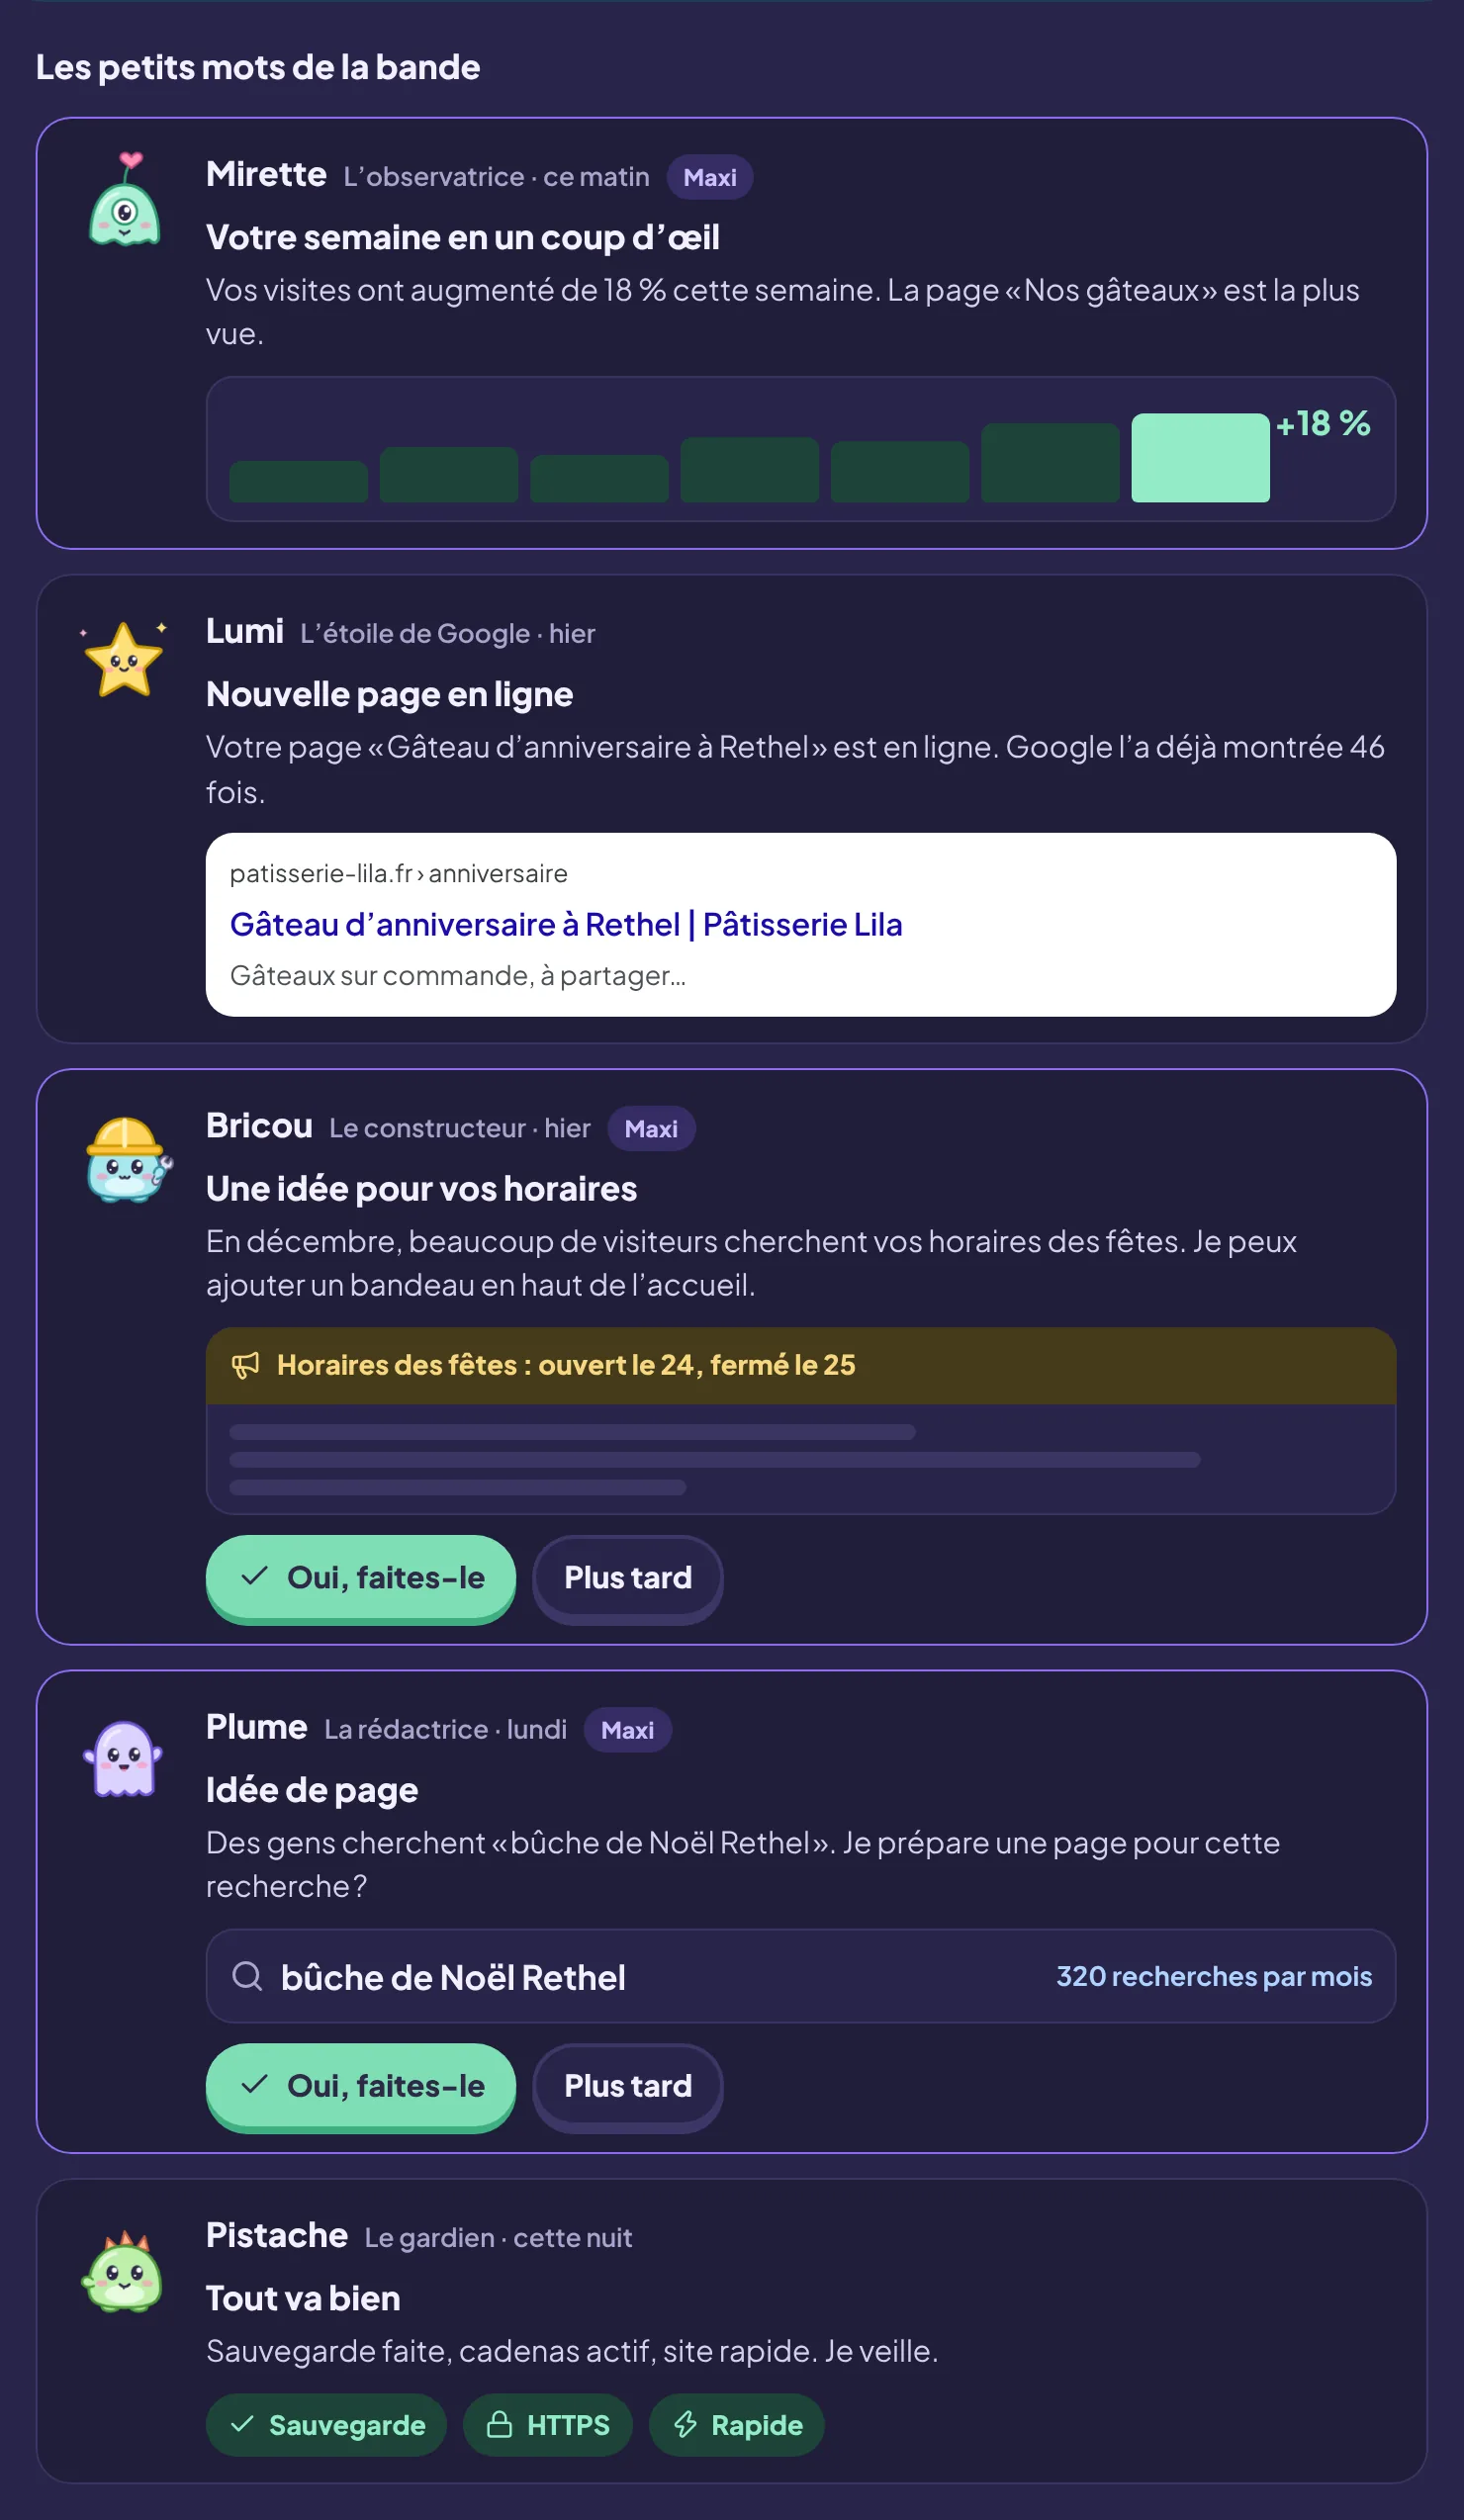 Les petits mots de la bande
Mirette L’observatrice · ce matin Maxi
Votre semaine en un coup d’œil
Vos visites ont augmenté de 18 % cette semaine. La page « Nos gâteaux » est la plus
vue.
+18 %
Lumi L’étoile de Google · hier
Nouvelle page en ligne
Votre page « Gâteau d’anniversaire à Rethel » est en ligne. Google l’a déjà montrée 46
fois.
patisserie-lila.fr › anniversaire
Gâteau d’anniversaire à Rethel | Pâtisserie Lila
Gâteaux sur commande, à partager…
Bricou Le constructeur · hier Maxi
Une idée pour vos horaires
En décembre, beaucoup de visiteurs cherchent vos horaires des fêtes. Je peux
ajouter un bandeau en haut de l’accueil.
Horaires des fêtes : ouvert le 24, fermé le 25
Oui, faites-le Plus tard
Plume La rédactrice · lundi Maxi
Idée de page
Des gens cherchent « bûche de Noël Rethel ». Je prépare une page pour cette
recherche ?
bûche de Noël Rethel 320 recherches par mois
Oui, faites-le Plus tard
Pistache Le gardien · cette nuit
Tout va bien
Sauvegarde faite, cadenas actif, site rapide. Je veille.
Sauvegarde HTTPS Rapide